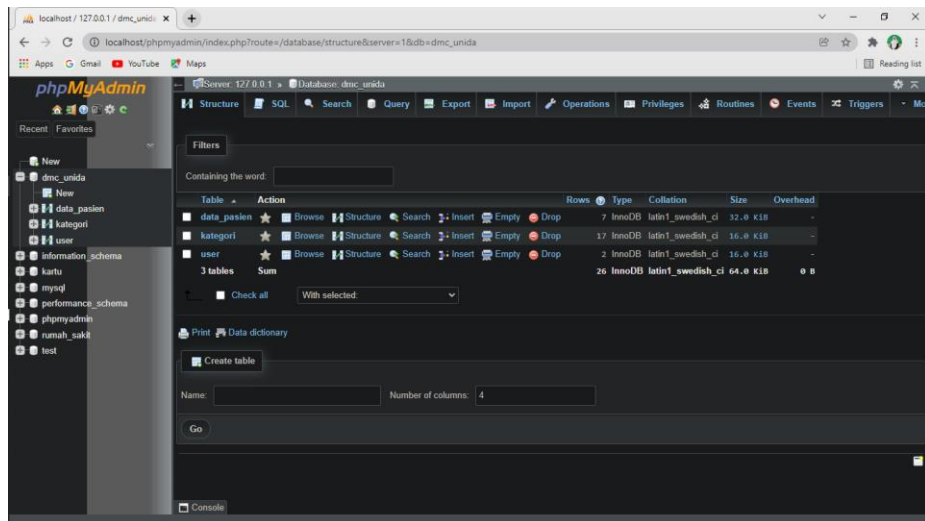 localhost / 127.0.0.1 / dmc_unida
localhost/phpmyadmin/index.php?route=/database/structure&server=1&db=dmc_unida
Apps Gmail YouTube Maps Reading list
phpMyAdmin
Recent Favorites
New
dmc_unida
New
data_pasien
kategori
user
information_schema
kartu
mysql
performance_schema
phpmyadmin
rumah_sakit
test
Server: 127.0.0.1 » Database: dmc_unida
Structure SQL Search Query Export Import Operations Privileges Routines Events Triggers Mo
Filters
Containing the word:
Table Action Rows Type Collation Size Overhead
data_pasien Browse Structure Search Insert Empty Drop 7 InnoDB latin1_swedish_ci 32.0 KiB -
kategori Browse Structure Search Insert Empty Drop 17 InnoDB latin1_swedish_ci 16.0 KiB -
user Browse Structure Search Insert Empty Drop 2 InnoDB latin1_swedish_ci 16.0 KiB -
3 tables Sum 26 InnoDB latin1_swedish_ci 64.0 KiB 0 B
Check all With selected:
Print Data dictionary
Create table
Name: Number of columns: 4
Go
Console